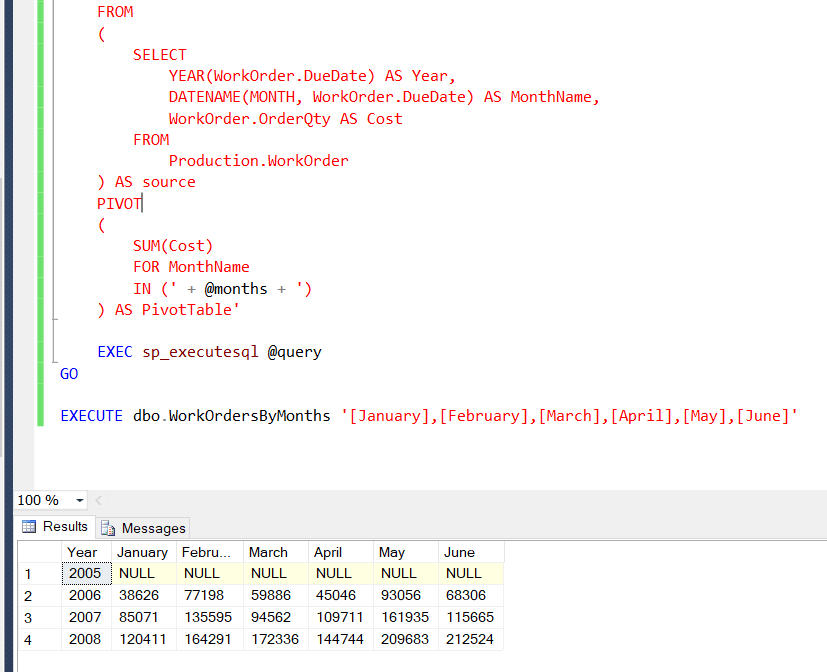 FROM
(
SELECT
YEAR(WorkOrder.DueDate) AS Year,
DATENAME(MONTH, WorkOrder.DueDate) AS MonthName,
WorkOrder.OrderQty AS Cost
FROM
Production.WorkOrder
) AS source
PIVOT
(
SUM(Cost)
FOR MonthName
IN (' + @months + ')
) AS PivotTable'
EXEC sp_executesql @query
GO
EXECUTE dbo.WorkOrdersByMonths '[January],[February],[March],[April],[May],[June]'
100 %
Results Messages
Year January Febru... March April May June
1 2005 NULL NULL NULL NULL NULL NULL
2 2006 38626 77198 59886 45046 93056 68306
3 2007 85071 135595 94562 109711 161935 115665
4 2008 120411 164291 172336 144744 209683 212524